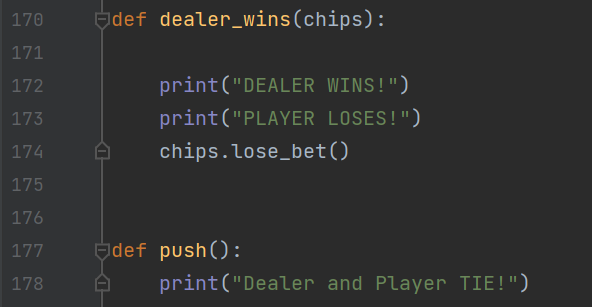 170 def dealer_wins(chips):
171
172     print("DEALER WINS!")
173     print("PLAYER LOSES!")
174     chips.lose_bet()
175
176
177 def push():
178     print("Dealer and Player TIE!")